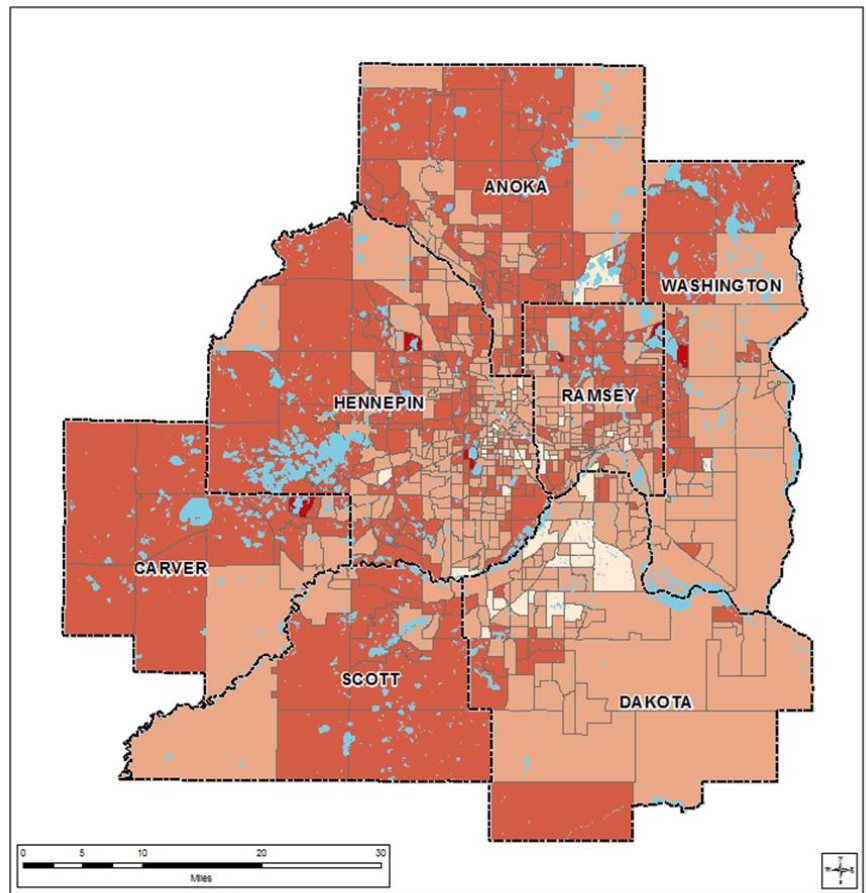 ANOKA
WASHINGTON
HENNEPIN
RAMSEY
CARVER
SCOTT
DAKOTA
0 5 10 20 30
Miles
N
W E
S